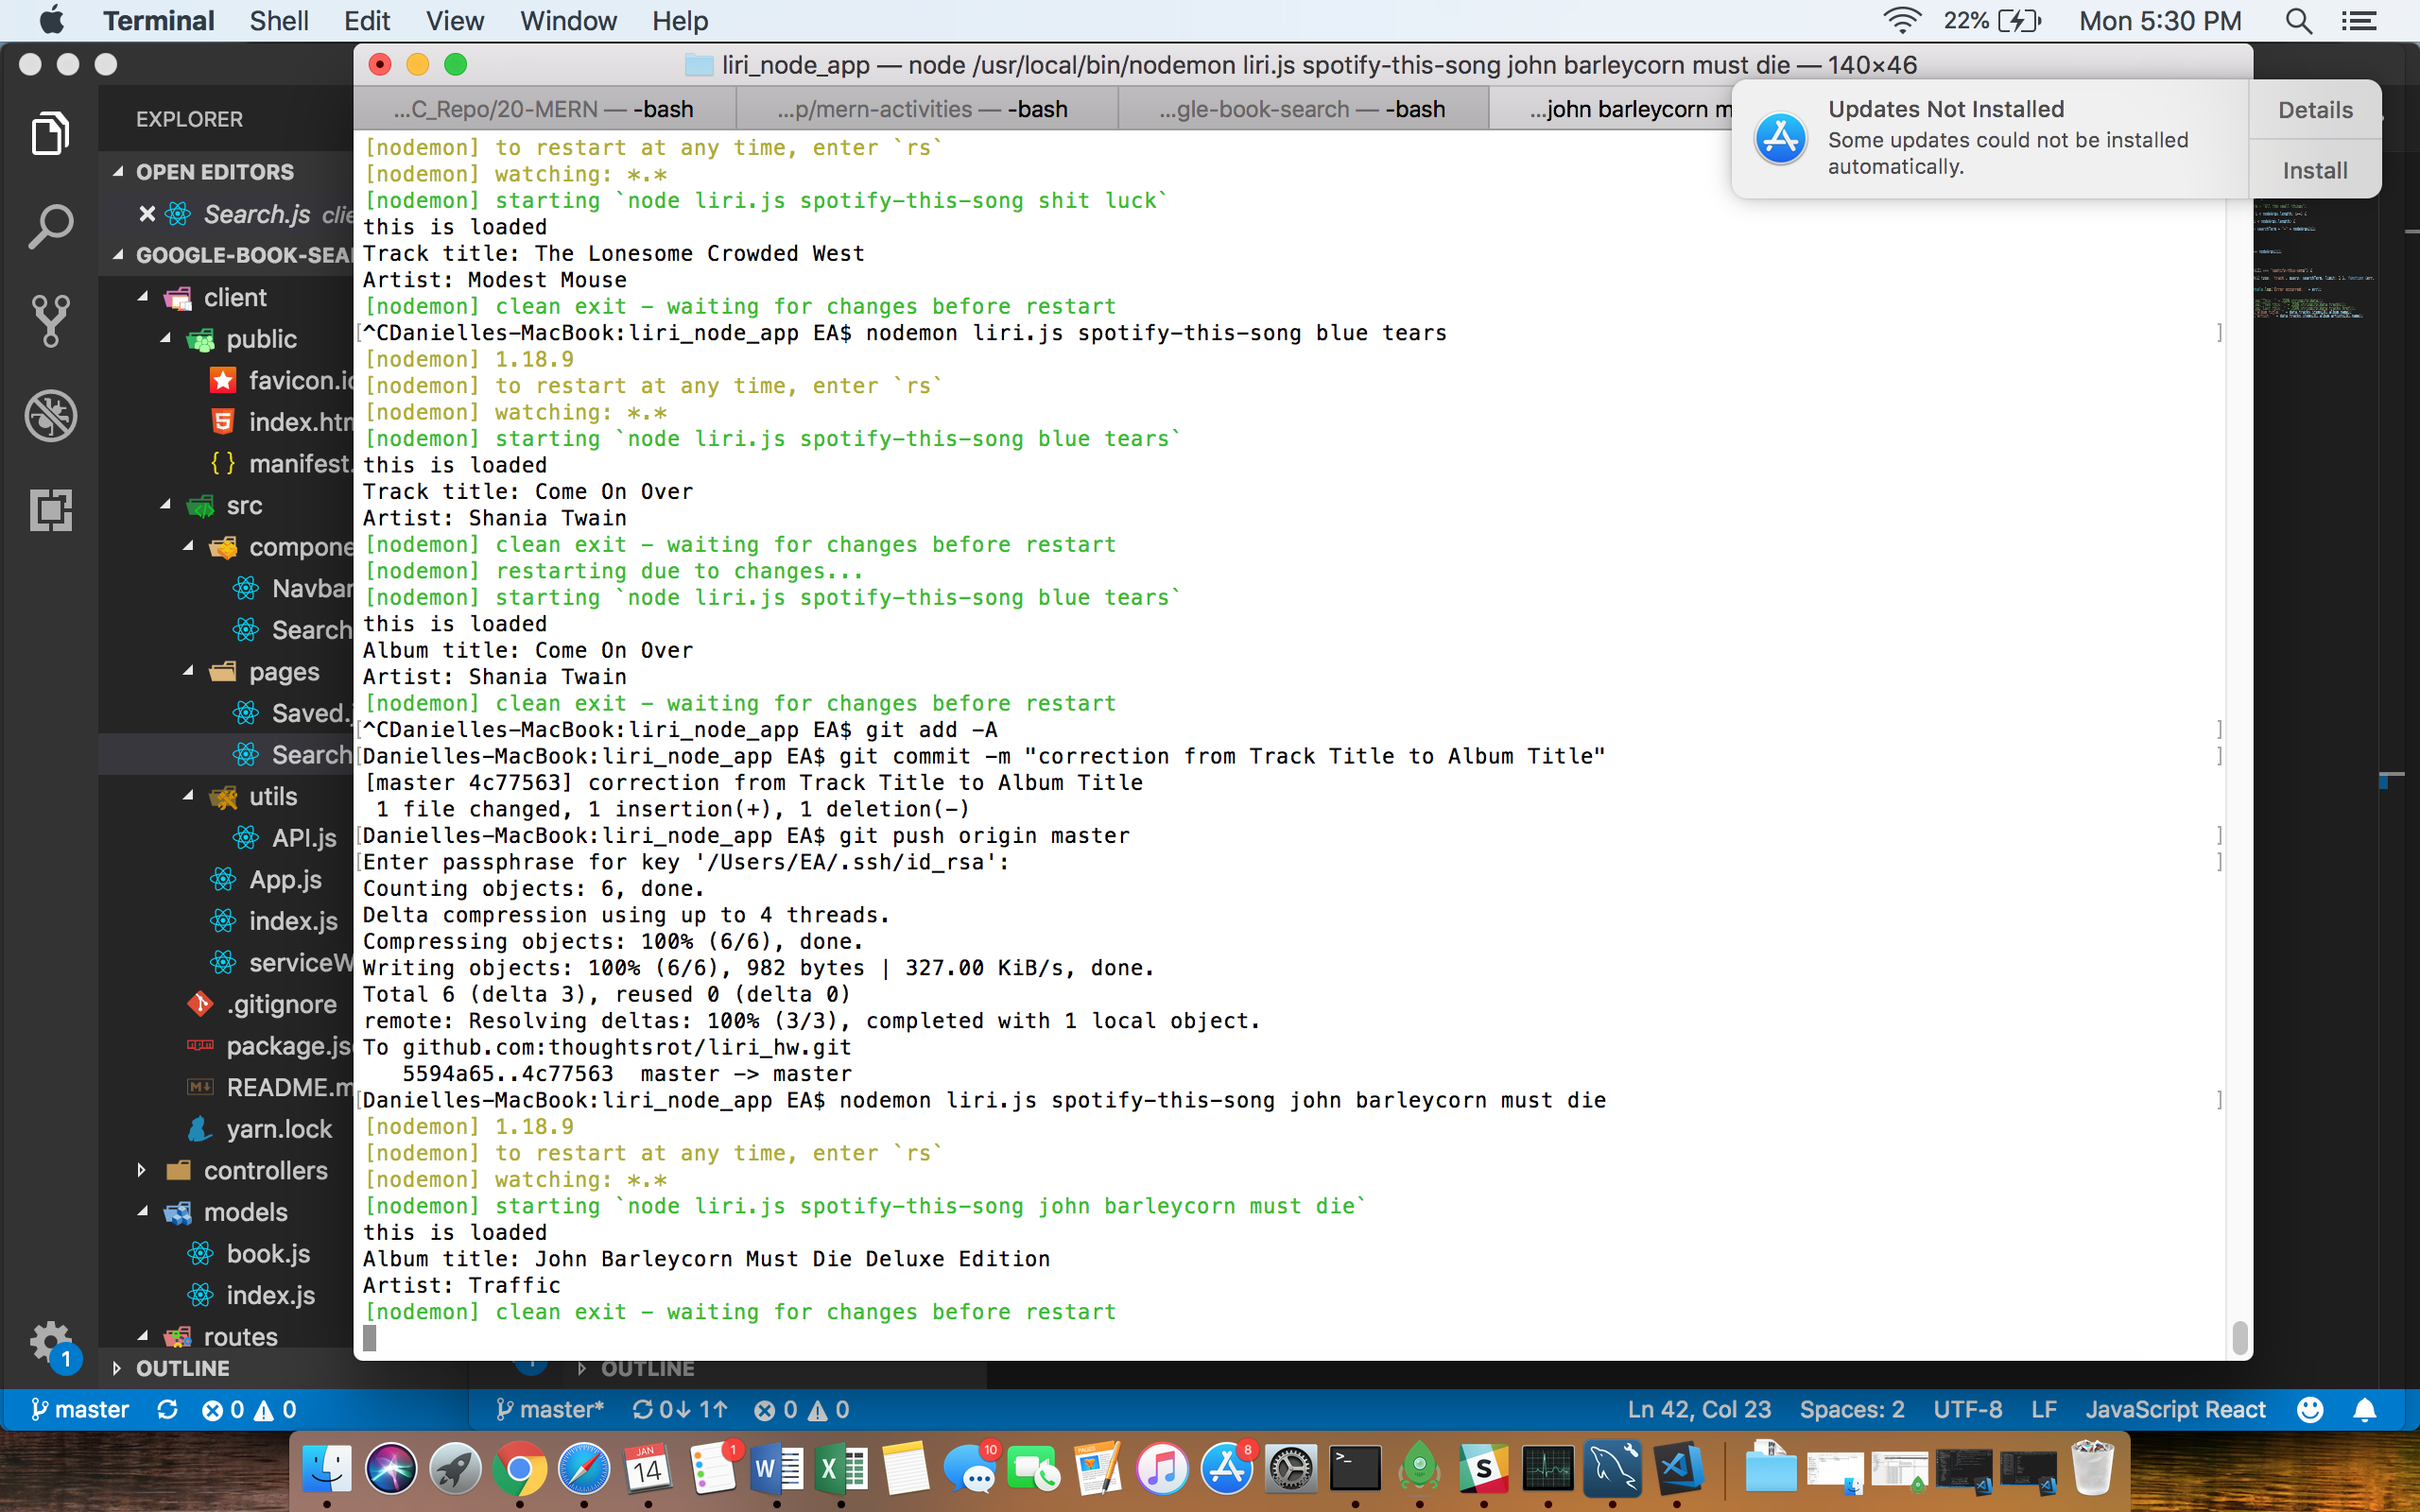 Terminal Shell Edit View Window Help 22% Mon 5:30 PM
liri_node_app — node /usr/local/bin/nodemon liri.js spotify-this-song john barleycorn must die — 140×46
...C_Repo/20-MERN — -bash ...p/mern-activities — -bash ...gle-book-search — -bash ...john barleycorn m
Updates Not Installed
Some updates could not be installed
automatically.
Details
Install
EXPLORER
OPEN EDITORS
Search.js clie
GOOGLE-BOOK-SEA
client
public
favicon.ic
index.htm
manifest.
src
compone
Navbar
Search
pages
Saved.j
Search
utils
API.js
App.js
index.js
serviceW
.gitignore
package.js
README.m
yarn.lock
controllers
models
book.js
index.js
routes
OUTLINE
1
[nodemon] to restart at any time, enter `rs`
[nodemon] watching: *.*
[nodemon] starting `node liri.js spotify-this-song shit luck`
this is loaded
Track title: The Lonesome Crowded West
Artist: Modest Mouse
[nodemon] clean exit - waiting for changes before restart
[^CDanielles-MacBook:liri_node_app EA$ nodemon liri.js spotify-this-song blue tears ]
[nodemon] 1.18.9
[nodemon] to restart at any time, enter `rs`
[nodemon] watching: *.*
[nodemon] starting `node liri.js spotify-this-song blue tears`
this is loaded
Track title: Come On Over
Artist: Shania Twain
[nodemon] clean exit - waiting for changes before restart
[nodemon] restarting due to changes...
[nodemon] starting `node liri.js spotify-this-song blue tears`
this is loaded
Album title: Come On Over
Artist: Shania Twain
[nodemon] clean exit - waiting for changes before restart
[^CDanielles-MacBook:liri_node_app EA$ git add -A ]
[Danielles-MacBook:liri_node_app EA$ git commit -m "correction from Track Title to Album Title" ]
[master 4c77563] correction from Track Title to Album Title
1 file changed, 1 insertion(+), 1 deletion(-)
[Danielles-MacBook:liri_node_app EA$ git push origin master ]
[Enter passphrase for key '/Users/EA/.ssh/id_rsa': ]
Counting objects: 6, done.
Delta compression using up to 4 threads.
Compressing objects: 100% (6/6), done.
Writing objects: 100% (6/6), 982 bytes | 327.00 KiB/s, done.
Total 6 (delta 3), reused 0 (delta 0)
remote: Resolving deltas: 100% (3/3), completed with 1 local object.
To github.com:thoughtsrot/liri_hw.git
5594a65..4c77563 master -> master
[Danielles-MacBook:liri_node_app EA$ nodemon liri.js spotify-this-song john barleycorn must die ]
[nodemon] 1.18.9
[nodemon] to restart at any time, enter `rs`
[nodemon] watching: *.*
[nodemon] starting `node liri.js spotify-this-song john barleycorn must die`
this is loaded
Album title: John Barleycorn Must Die Deluxe Edition
Artist: Traffic
[nodemon] clean exit - waiting for changes before restart
OUTLINE
master 0 0 master* 0↓ 1↑ 0 0 Ln 42, Col 23 Spaces: 2 UTF-8 LF JavaScript React
JAN 14 1 10 8